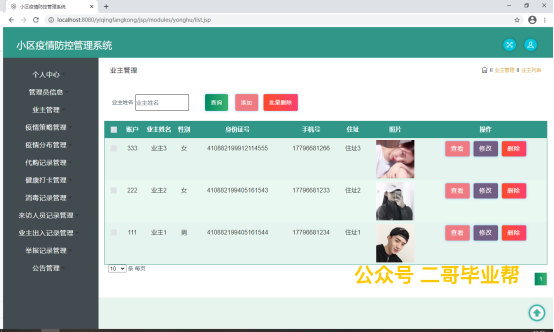 小区疫情防控管理系统
localhost:8080/yiqingfangkong/jsp/modules/yonghu/list.jsp
小区疫情防控管理系统
个人中心
管理员信息
业主管理
疫情策略管理
疫情分布管理
代购记录管理
健康打卡管理
消毒记录管理
来访人员记录管理
业主出入记录管理
举报记录管理
公告管理
业主管理
业主管理 业主列表
业主姓名 业主姓名 查询 添加 批量删除
账户 业主姓名 性别 身份证号 手机号 住址 照片 操作
333 业主3 女 410882199912114555 17796681266 住址3 查看 修改 删除
222 业主2 女 410882199405161543 17796681233 住址2 查看 修改 删除
111 业主1 男 410882199405161544 17796681234 住址1 查看 修改 删除
10 条 每页
1
公众号 二哥毕业帮